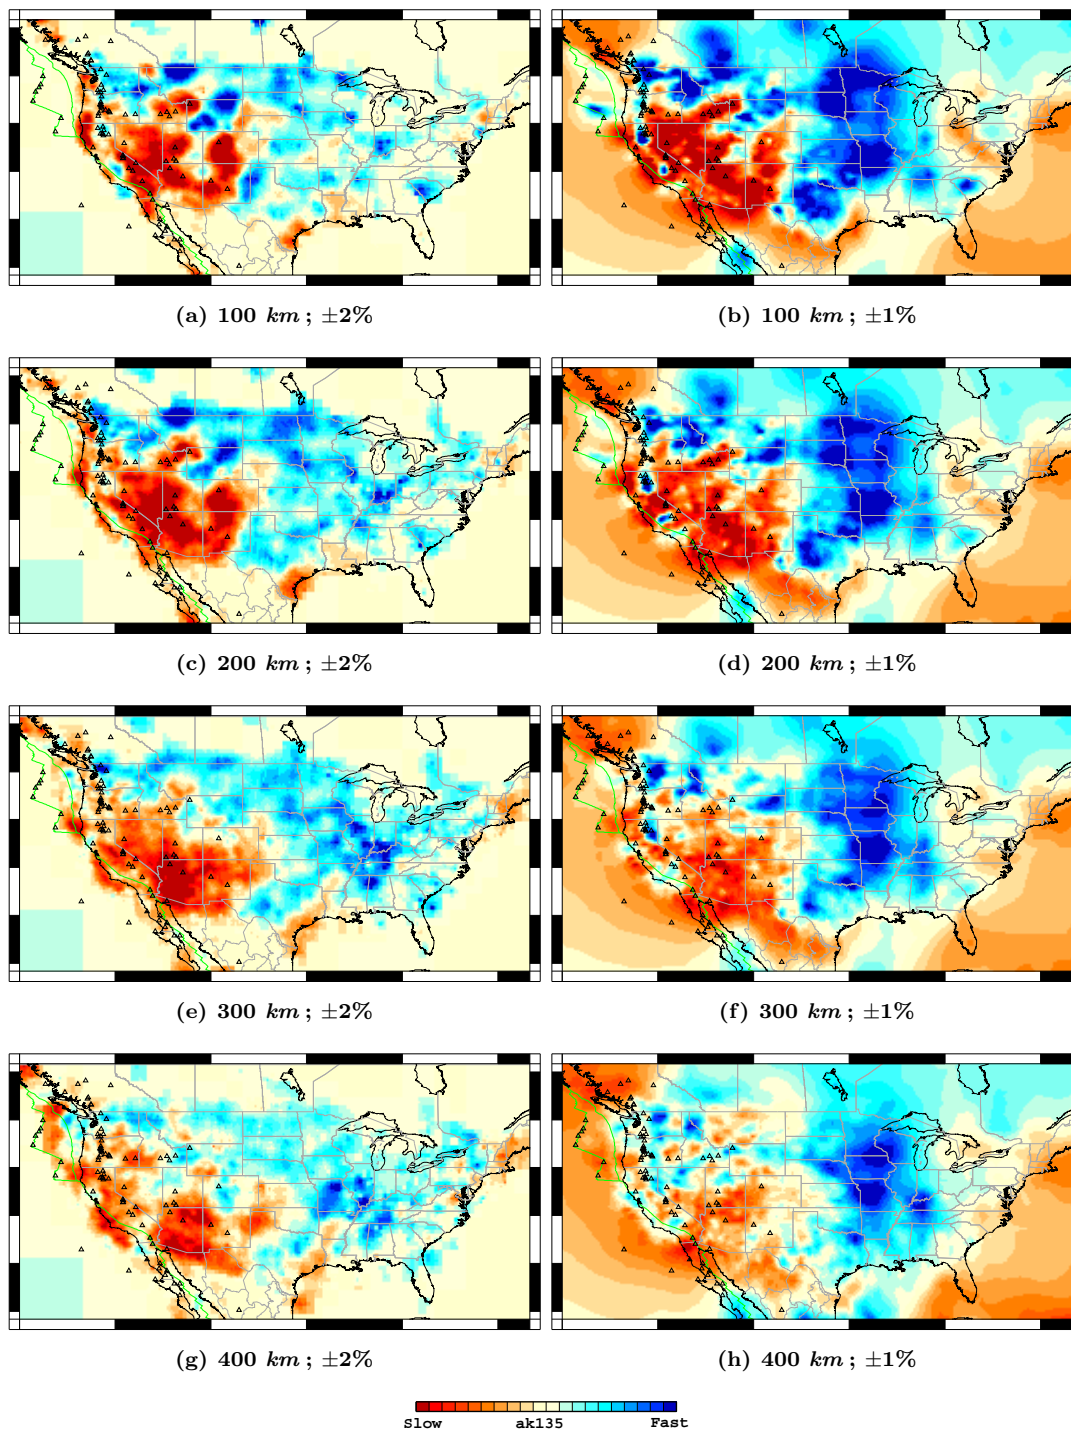 (a) 100 km; ±2%
(b) 100 km; ±1%
(c) 200 km; ±2%
(d) 200 km; ±1%
(e) 300 km; ±2%
(f) 300 km; ±1%
(g) 400 km; ±2%
(h) 400 km; ±1%
Slow ak135 Fast